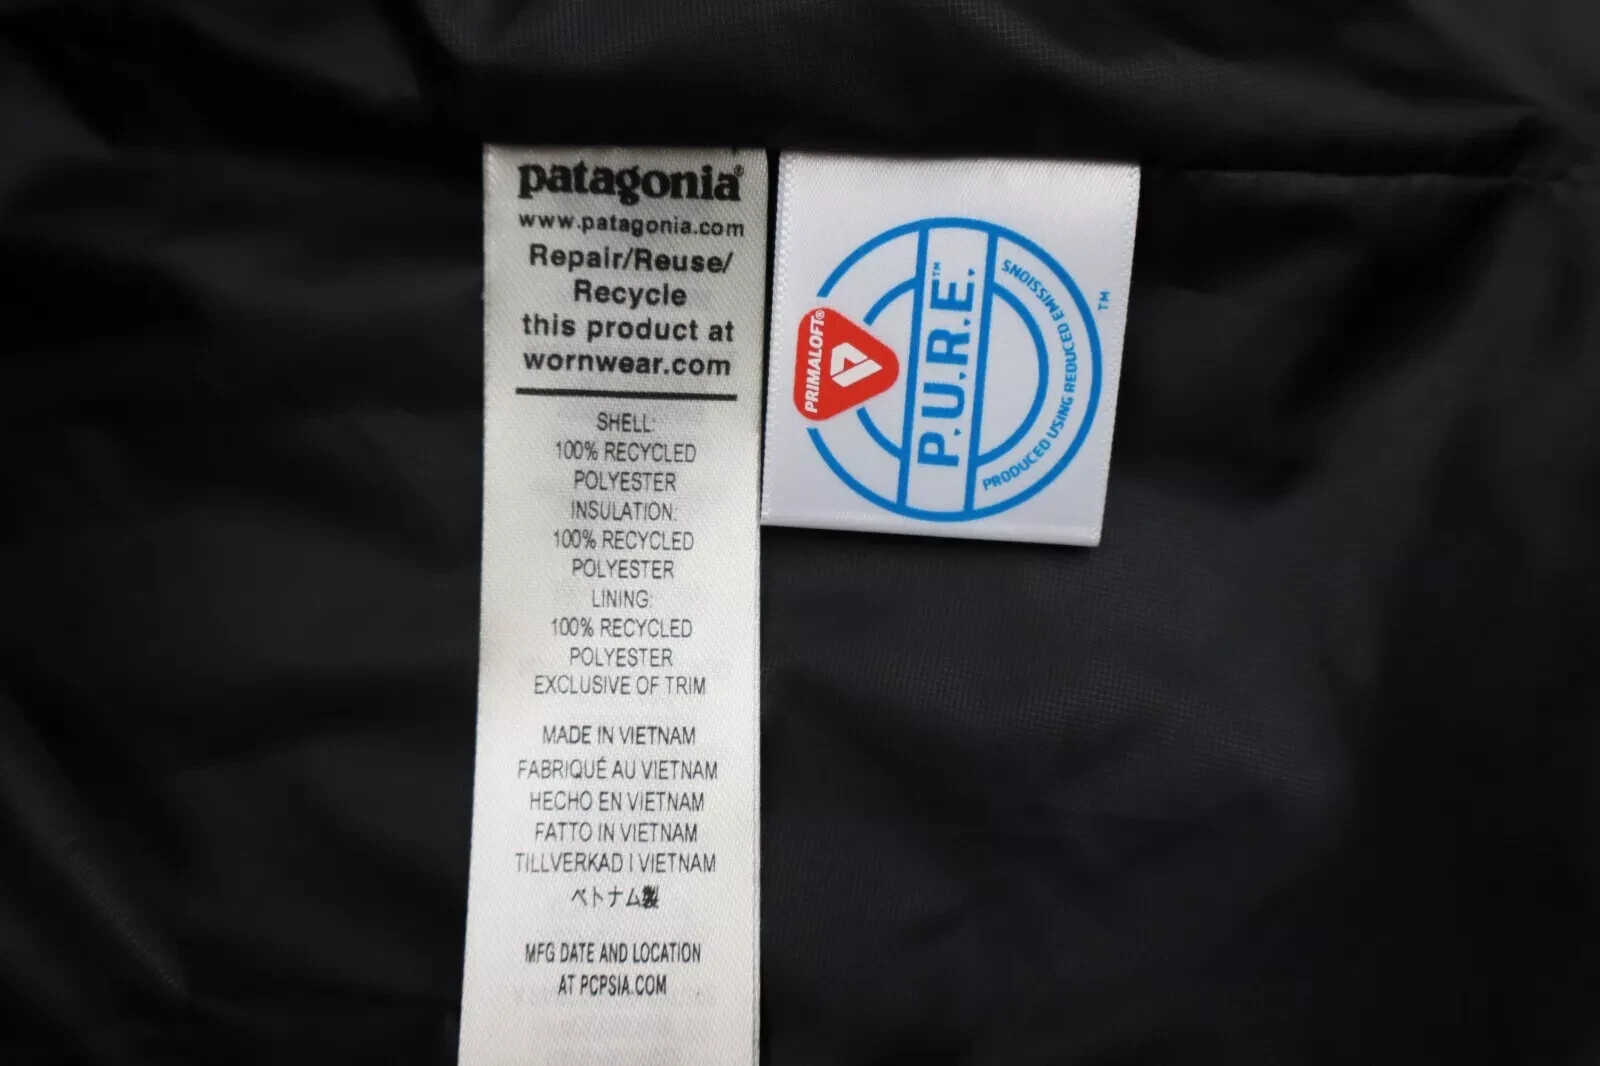 patagonia®
www.patagonia.com
Repair/Reuse/
Recycle
this product at
wornwear.com
SHELL:
100% RECYCLED
POLYESTER
INSULATION:
100% RECYCLED
POLYESTER
LINING:
100% RECYCLED
POLYESTER
EXCLUSIVE OF TRIM
MADE IN VIETNAM
FABRIQUÉ AU VIETNAM
HECHO EN VIETNAM
FATTO IN VIETNAM
TILLVERKAD I VIETNAM
ベトナム製
MFG DATE AND LOCATION
AT PCPSIA.COM
PRIMALOFT®
P.U.R.E.™
PRODUCED USING REDUCED EMISSIONS
™